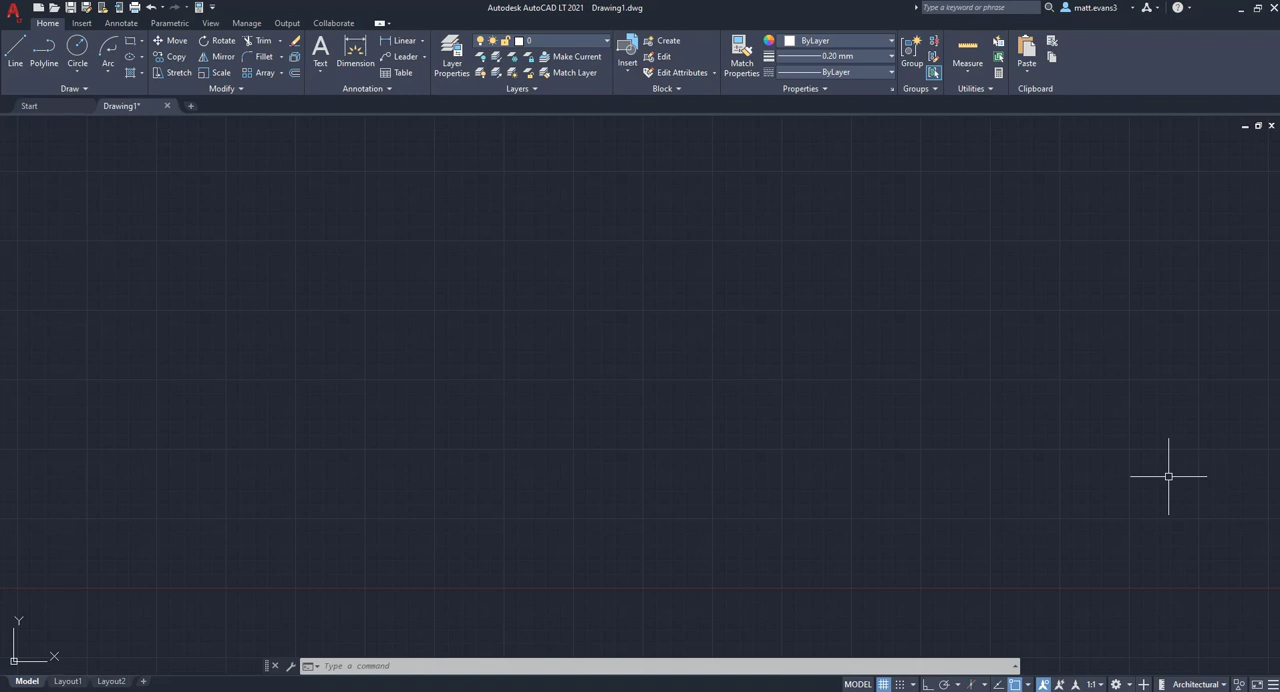 Autodesk AutoCAD LT 2021 Drawing1.dwg Type a keyword or phrase matt.evans3
LT
Home Insert Annotate Parametric View Manage Output Collaborate
Line Polyline Circle Arc
Move Rotate Trim
Copy Mirror Fillet
Stretch Scale Array
Text Dimension
Linear
Leader
Table
Layer Properties
0
Make Current
Match Layer
Insert
Create
Edit
Edit Attributes
Match Properties
ByLayer
0.20 mm
ByLayer
Group Measure Paste
Draw Modify Annotation Layers Block Properties Groups Utilities Clipboard
Start Drawing1*
Y
X
Type a command
Model Layout1 Layout2
MODEL 1:1 Architectural